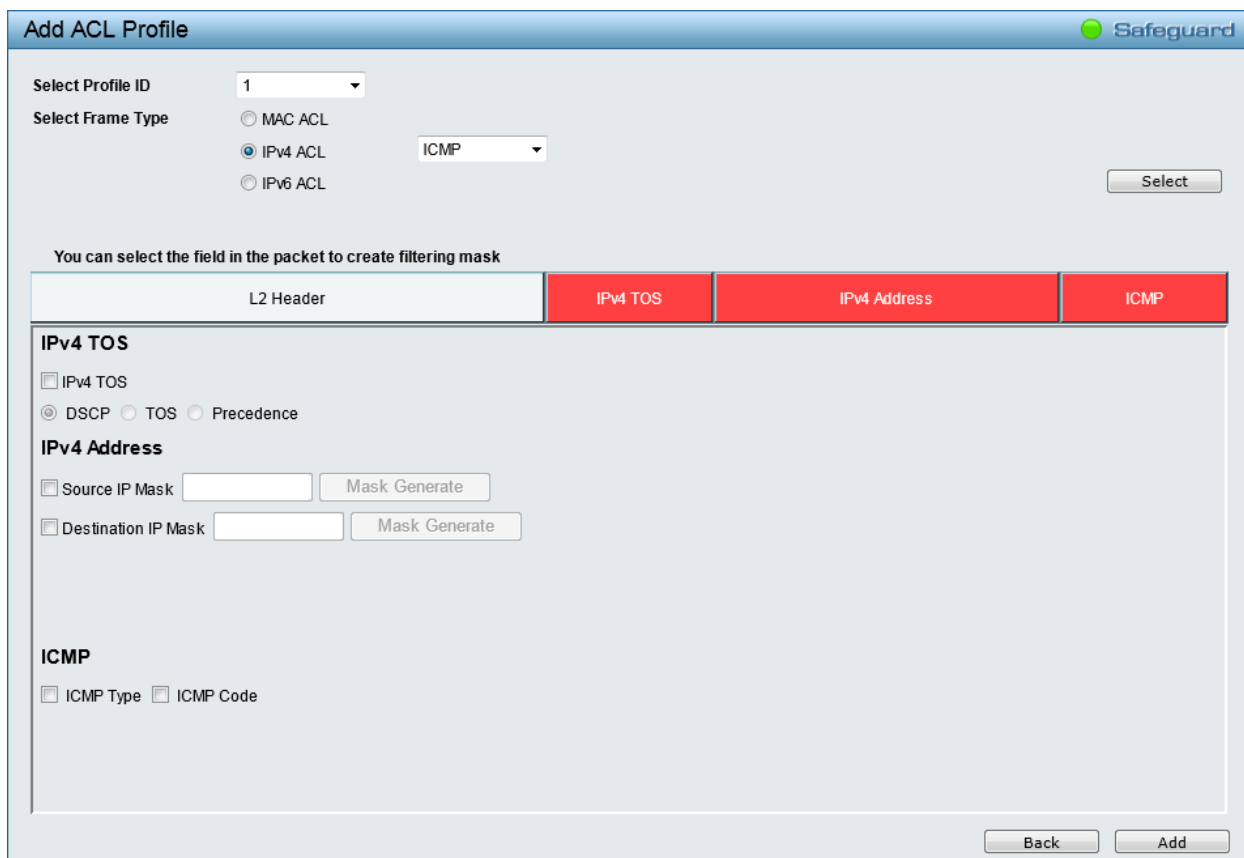 Add ACL Profile
Safeguard
Select Profile ID
1
Select Frame Type
MAC ACL
IPv4 ACL
ICMP
IPv6 ACL
Select
You can select the field in the packet to create filtering mask
L2 Header
IPv4 TOS
IPv4 Address
ICMP
IPv4 TOS
IPv4 TOS
DSCP TOS Precedence
IPv4 Address
Source IP Mask Mask Generate
Destination IP Mask Mask Generate
ICMP
ICMP Type ICMP Code
Back Add